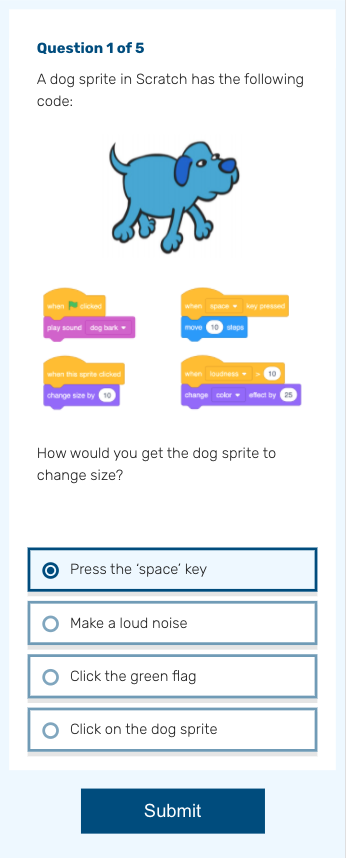 Question 1 of 5
A dog sprite in Scratch has the following
code:
when clicked
play sound dog bark
when space key pressed
move 10 steps
when this sprite clicked
change size by 10
when loudness > 10
change color effect by 25
How would you get the dog sprite to
change size?
Press the ‘space’ key
Make a loud noise
Click the green flag
Click on the dog sprite
Submit